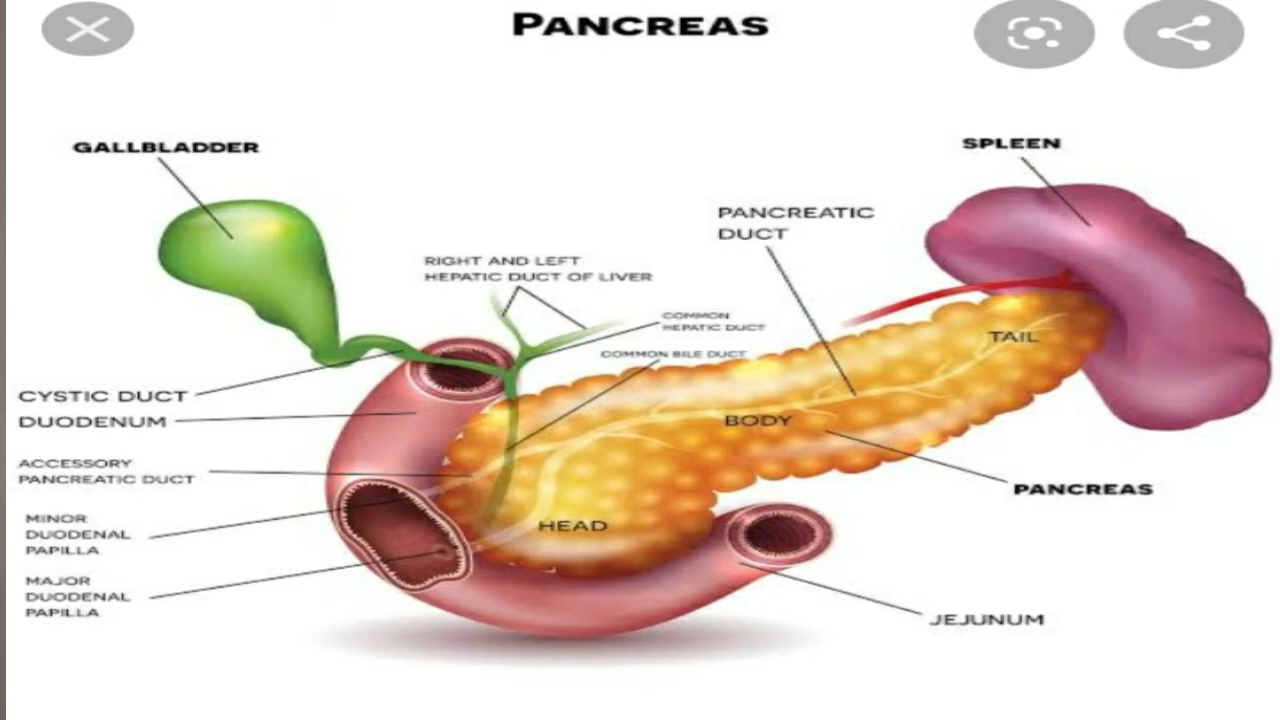 PANCREAS
GALLBLADDER
SPLEEN
PANCREATIC
DUCT
RIGHT AND LEFT
HEPATIC DUCT OF LIVER
COMMON
HEPATIC DUCT
COMMON BILE DUCT
TAIL
CYSTIC DUCT
DUODENUM
BODY
ACCESSORY
PANCREATIC DUCT
PANCREAS
MINOR
DUODENAL
PAPILLA
HEAD
MAJOR
DUODENAL
PAPILLA
JEJUNUM